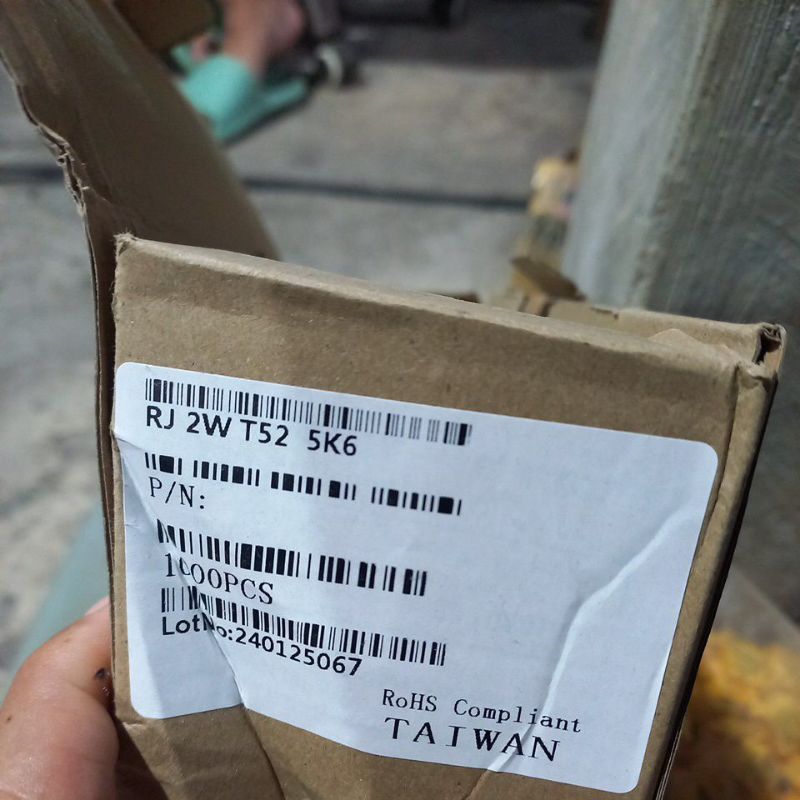 RJ 2W T52 5K6
P/N:
1000PCS
LotNo:240125067
RoHS Compliant
TAIWAN